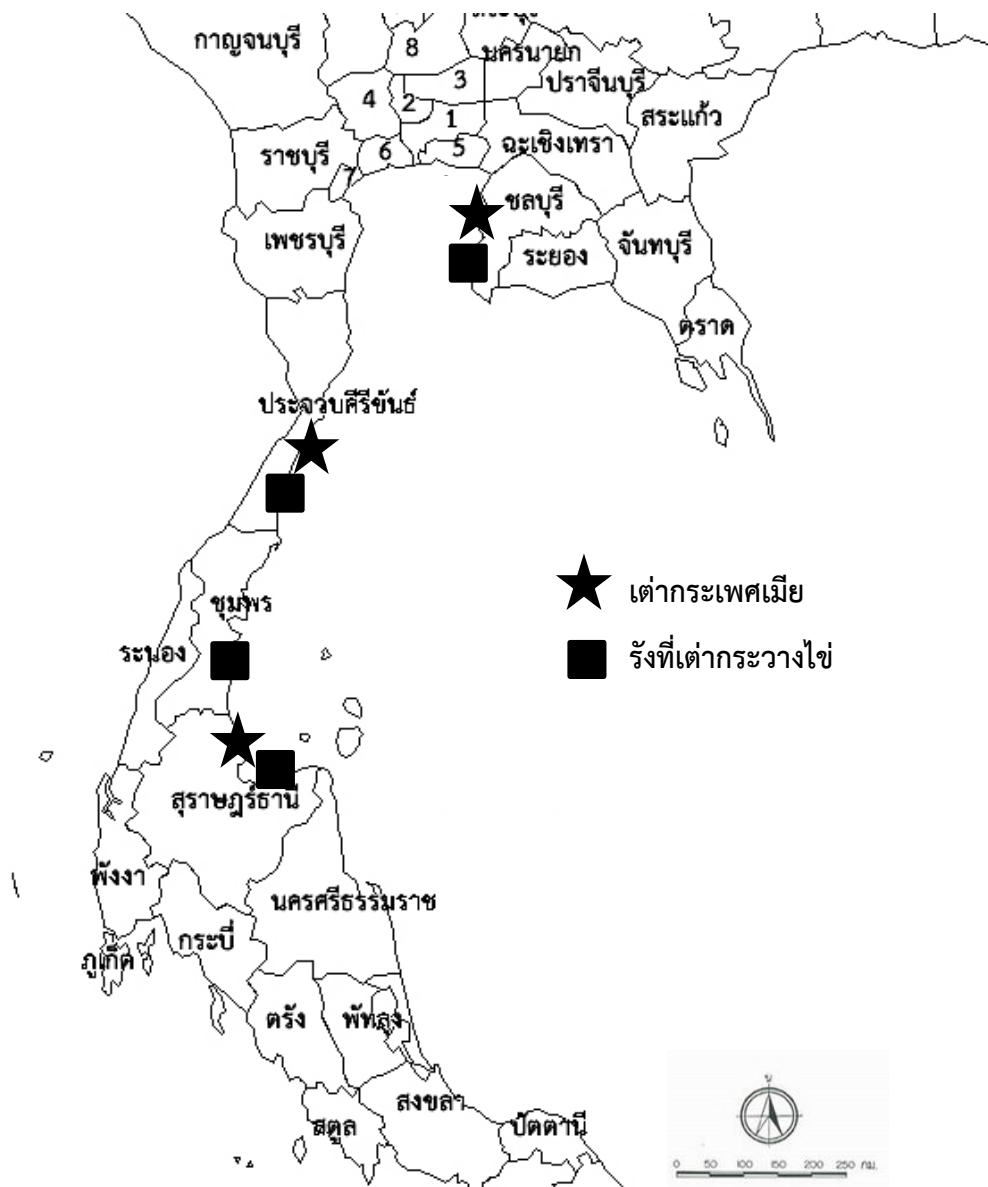 สระบุรี
กาญจนบุรี
8
นครนายก
3
ปราจีนบุรี
4
2
1
สระแก้ว
ราชบุรี
6
5
ฉะเชิงเทรา
7
ชลบุรี
เพชรบุรี
ระยอง
จันทบุรี
ตราด
ประจวบคีรีขันธ์
เต่ากระเพศเมีย
ชุมพร
ระนอง
รังที่เต่ากระวางไข่
สุราษฎร์ธานี
พังงา
นครศรีธรรมราช
กระบี่
ภูเก็ต
ตรัง
พัทลุง
สงขลา
สตูล
ปัตตานี
น
0 50 100 150 200 250 กม.